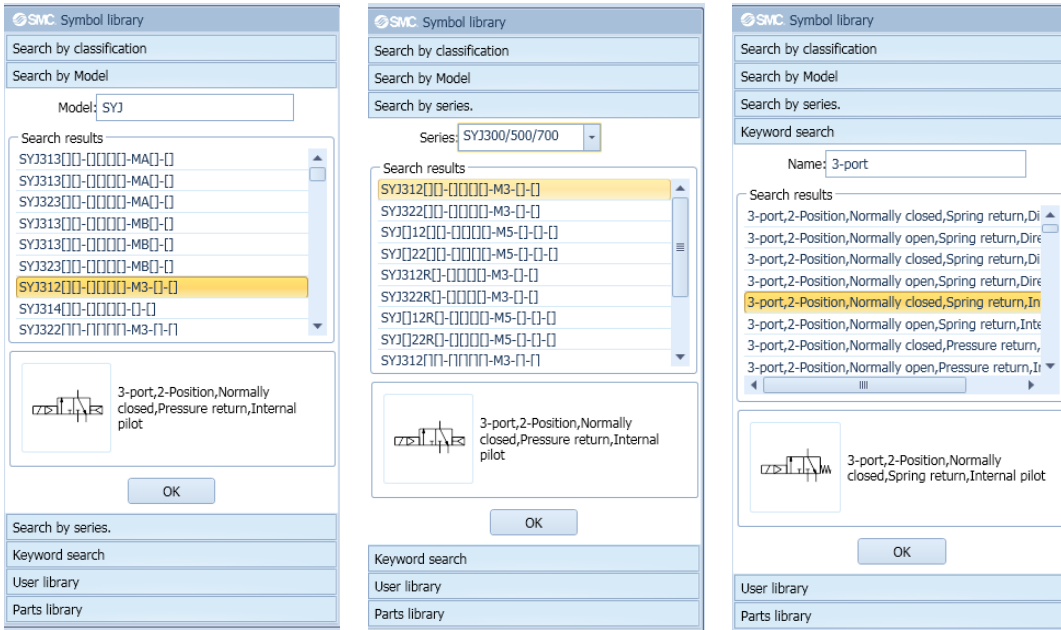 SMC Symbol library
Search by classification
Search by Model
Model: SYJ
Search results
SYJ313[][]-[][][][]-MA[]-[]
SYJ313[][]-[][][][]-MA[]-[]
SYJ323[][]-[][][][]-MA[]-[]
SYJ313[][]-[][][][]-MB[]-[]
SYJ313[][]-[][][][]-MB[]-[]
SYJ323[][]-[][][][]-MB[]-[]
SYJ312[][]-[][][][]-M3-[]-[]
SYJ314[][]-[][][][]-[]-[]
SYJ322[][]-[][][][]-M3-[]-[]
3-port,2-Position,Normally
closed,Pressure return,Internal
pilot
OK
Search by series.
Keyword search
User library
Parts library
SMC Symbol library
Search by classification
Search by Model
Search by series.
Series: SYJ300/500/700
Search results
SYJ312[][]-[][][][]-M3-[]-[]
SYJ322[][]-[][][][]-M3-[]-[]
SYJ[]12[][]-[][][][]-M5-[]-[]-[]
SYJ[]22[][]-[][][][]-M5-[]-[]-[]
SYJ312R[]-[][][][]-M3-[]-[]
SYJ322R[]-[][][][]-M3-[]-[]
SYJ[]12R[]-[][][][]-M5-[]-[]-[]
SYJ[]22R[]-[][][][]-M5-[]-[]-[]
SYJ312[][]-[][][][]-M3-[]-[]
3-port,2-Position,Normally
closed,Pressure return,Internal
pilot
OK
Keyword search
User library
Parts library
SMC Symbol library
Search by classification
Search by Model
Search by series.
Keyword search
Name: 3-port
Search results
3-port,2-Position,Normally closed,Spring return,Di
3-port,2-Position,Normally open,Spring return,Dire
3-port,2-Position,Normally closed,Spring return,Di
3-port,2-Position,Normally open,Spring return,Dire
3-port,2-Position,Normally closed,Spring return,In
3-port,2-Position,Normally open,Spring return,Inte
3-port,2-Position,Normally closed,Pressure return,
3-port,2-Position,Normally open,Pressure return,Ir
3-port,2-Position,Normally
closed,Spring return,Internal pilot
OK
User library
Parts library